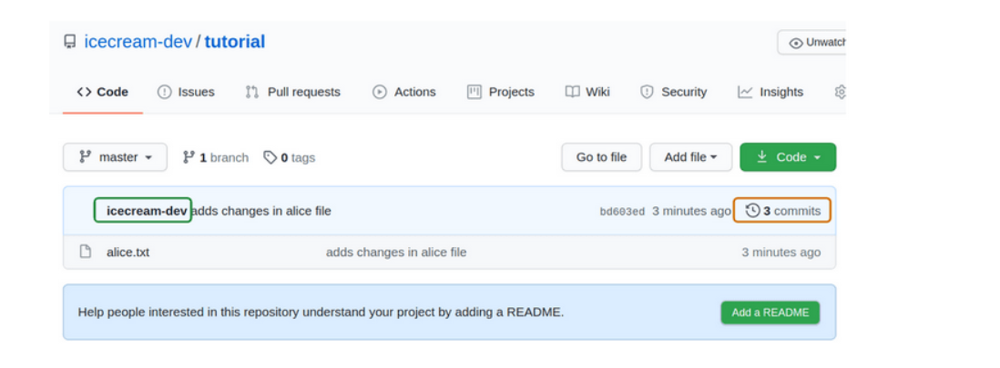 icecream-dev / tutorial
Unwatch
<> Code Issues Pull requests Actions Projects Wiki Security Insights
master 1 branch 0 tags Go to file Add file Code
icecream-dev adds changes in alice file bd603ed 3 minutes ago 3 commits
alice.txt adds changes in alice file 3 minutes ago
Help people interested in this repository understand your project by adding a README. Add a README